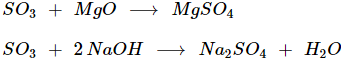 SO₃ + MgO ⟶ MgSO₄
SO₃ + 2 NaOH ⟶ Na₂SO₄ + H₂O